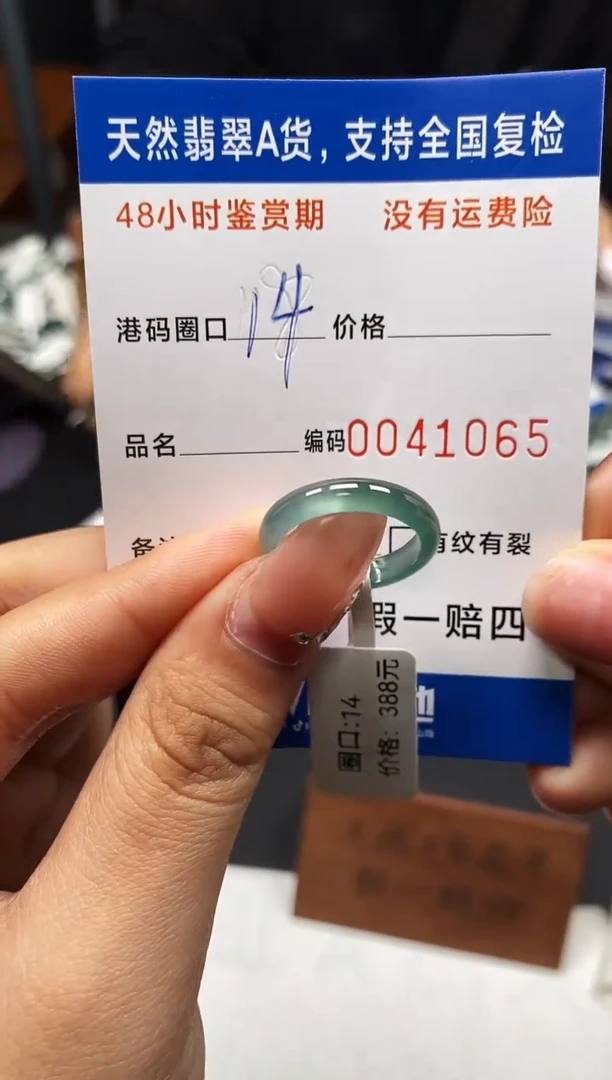 天然翡翠A货，支持全国复检
48小时鉴赏期 没有运费险
港码圈口 14 价格
品名 编码0041065
有纹有裂
假一赔四
圈口:14
价格: 388元